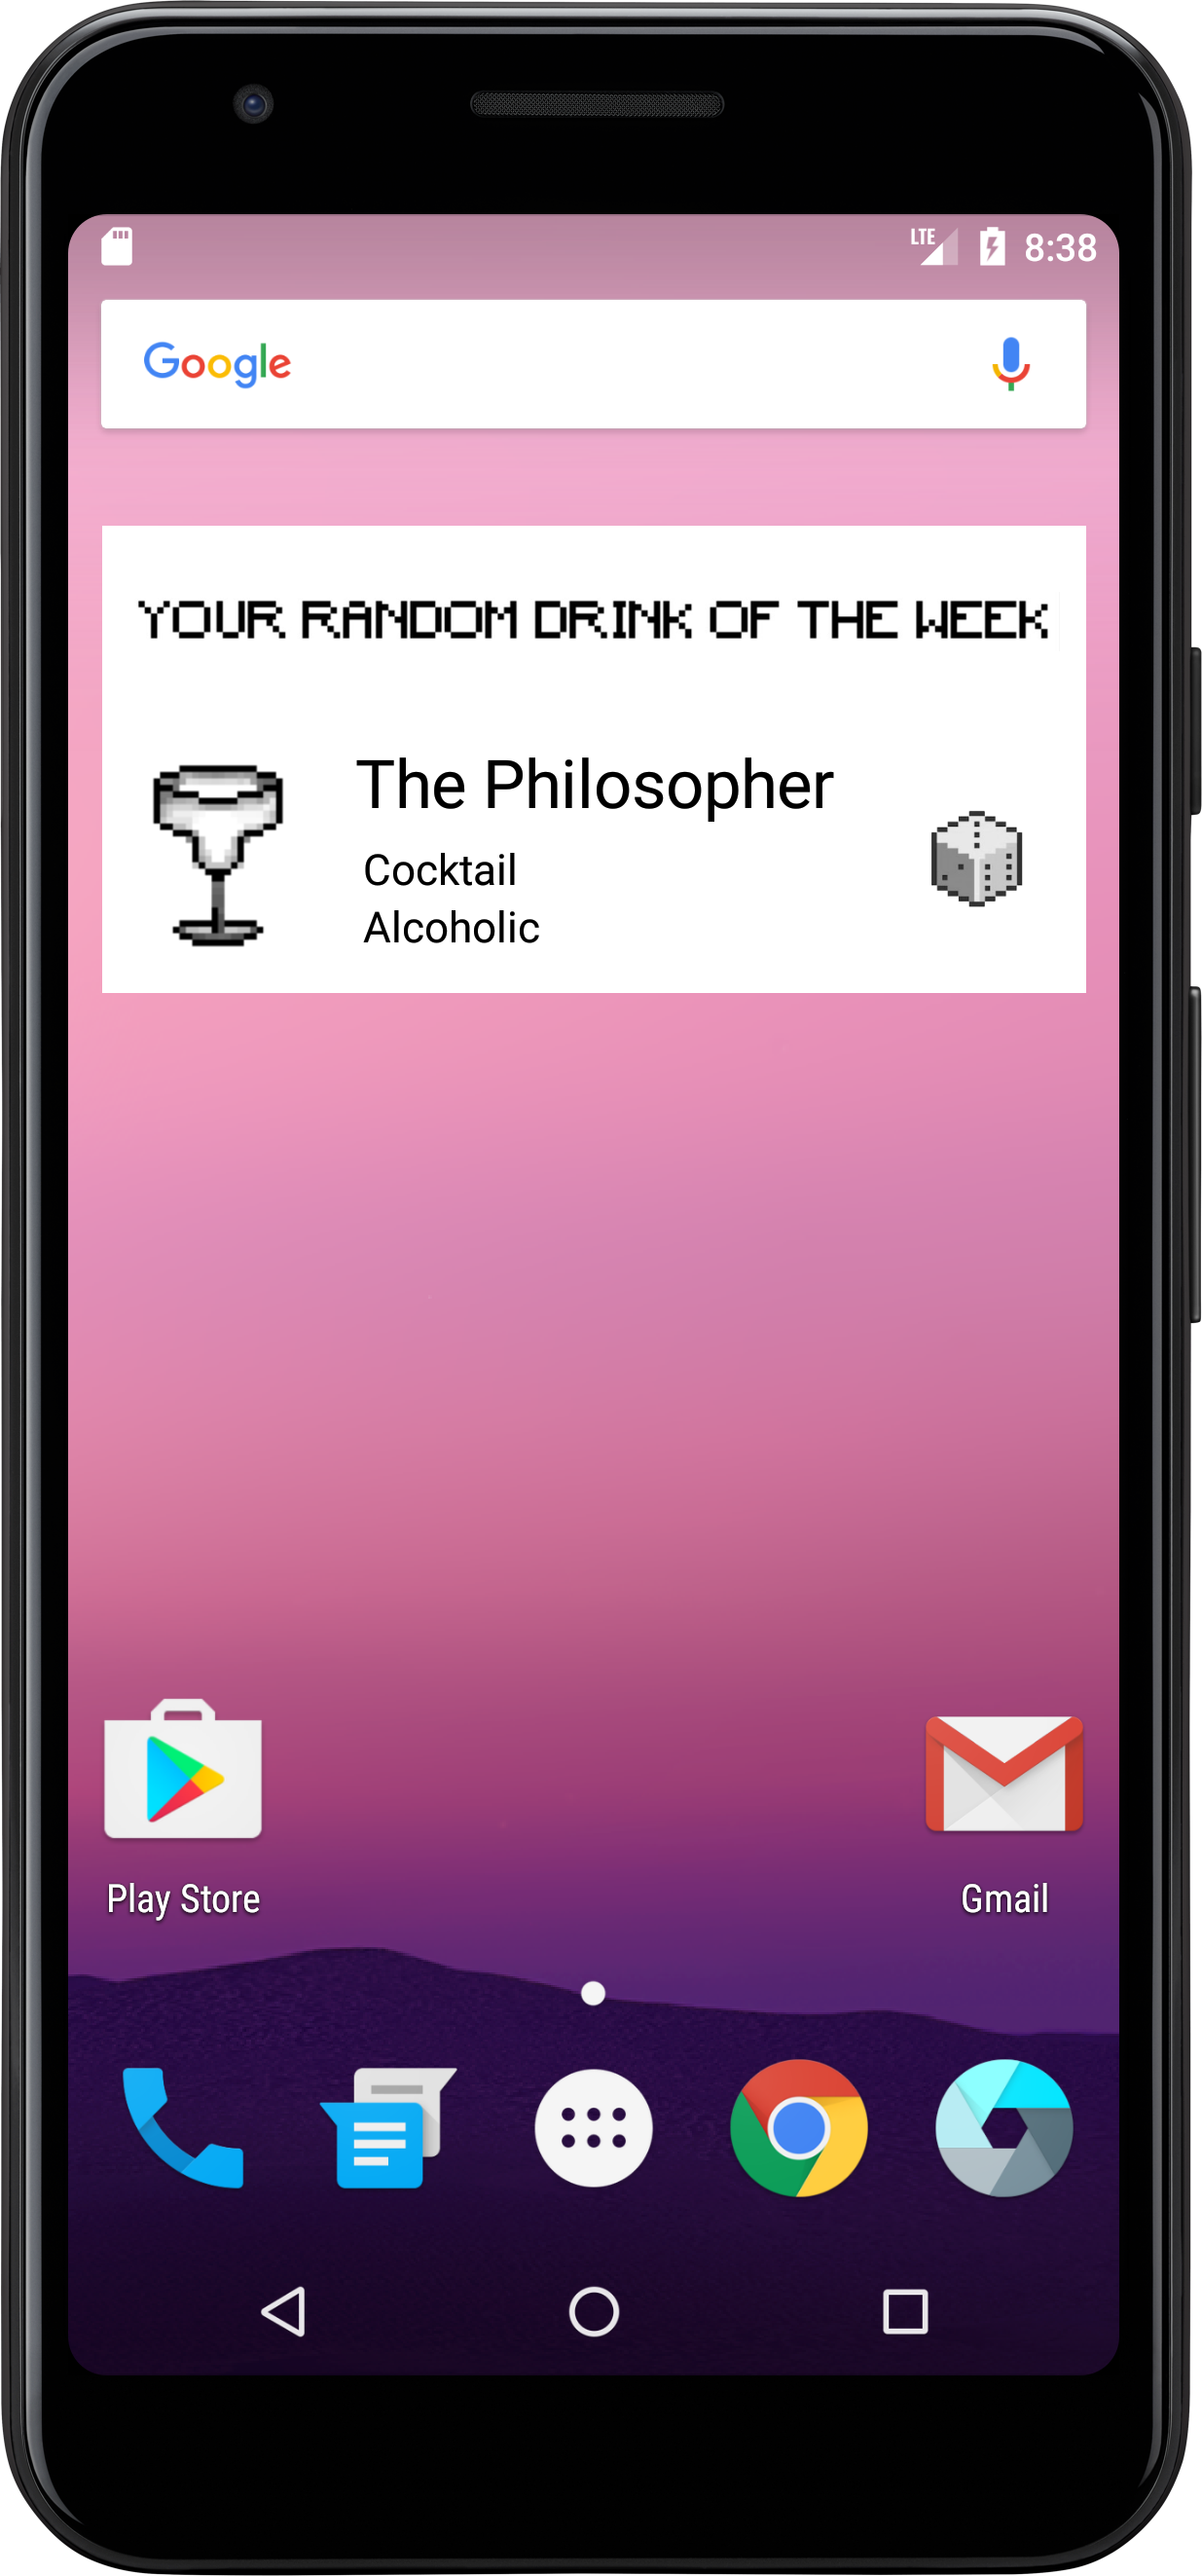 LTE 8:38
Google
YOUR RANDOM DRINK OF THE WEEK
The Philosopher
Cocktail
Alcoholic
Play Store
Gmail